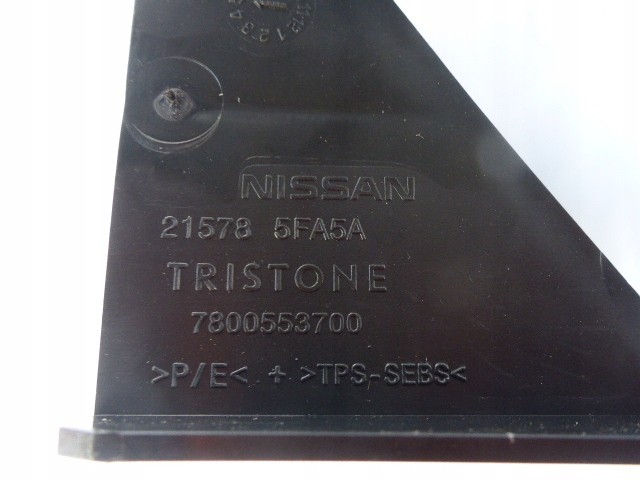 NISSAN
21578 5FA5A
TRISTONE
7800553700
>P/E< + >TPS-SEBS<